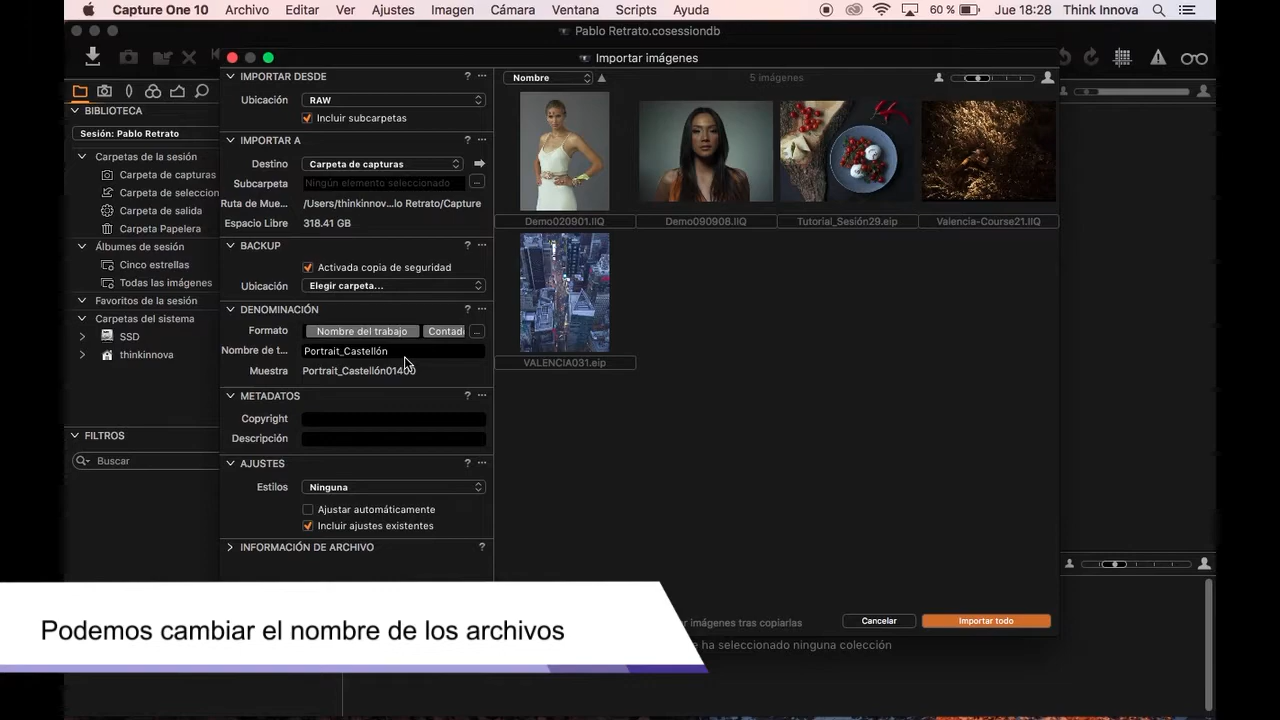 Capture One 10 Archivo Editar Ver Ajustes Imagen Cámara Ventana Scripts Ayuda 60 % Jue 18:28 Think Innova
Pablo Retrato.cosessiondb
Importar imágenes
BIBLIOTECA
Sesión: Pablo Retrato
Carpetas de la sesión
Carpeta de capturas
Carpeta de seleccion
Carpeta de salida
Carpeta Papelera
Álbumes de sesión
Cinco estrellas
Todas las imágenes
Favoritos de la sesión
Carpetas del sistema
SSD
thinkinnova
FILTROS
Buscar
IMPORTAR DESDE ? ...
Ubicación RAW
Incluir subcarpetas
IMPORTAR A ? ...
Destino Carpeta de capturas
Subcarpeta Ningún elemento seleccionado ...
Ruta de Mue... /Users/thinkinnov...lo Retrato/Capture
Espacio Libre 318.41 GB
BACKUP ? ...
Activada copia de seguridad
Ubicación Elegir carpeta...
DENOMINACIÓN ? ...
Formato Nombre del trabajo Contad ...
Nombre de t... Portrait_Castellón
Muestra Portrait_Castellón01400
METADATOS ? ...
Copyright
Descripción
AJUSTES ? ...
Estilos Ninguna
Ajustar automáticamente
Incluir ajustes existentes
INFORMACIÓN DE ARCHIVO ?
Nombre 5 imágenes
Demo020901.IIQ Demo090908.IIQ Tutorial_Sesión29.eip Valencia-Course21.IIQ
VALENCIA031.eip
imágenes tras copiarlas Cancelar Importar todo
e ha seleccionado ninguna colección
Podemos cambiar el nombre de los archivos